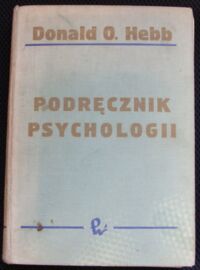 Donald O. Hebb
PODRĘCZNIK
PSYCHOLOGII